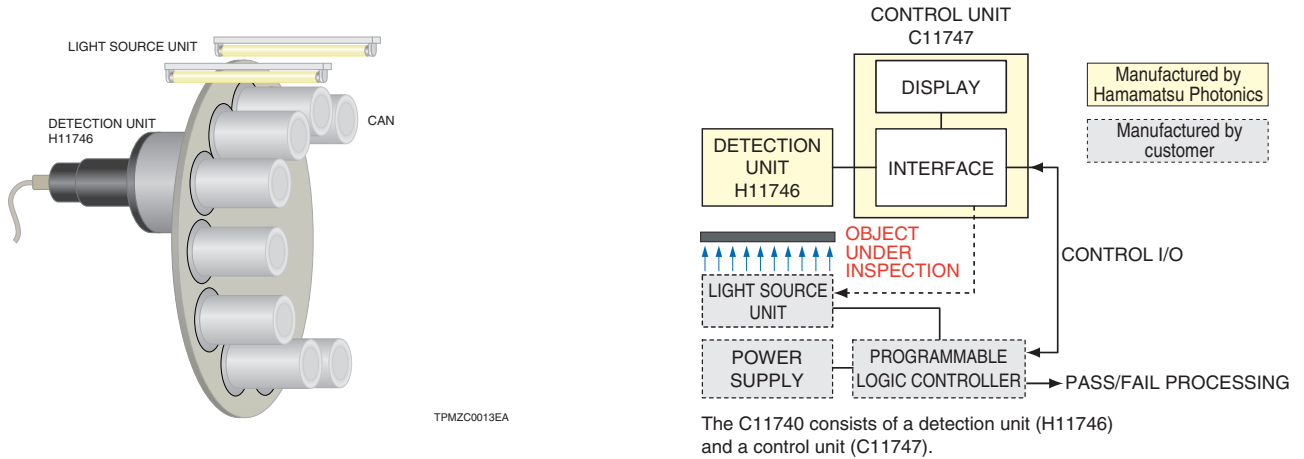 LIGHT SOURCE UNIT
DETECTION UNIT
H11746
CAN
TPMZC0013EA
CONTROL UNIT
C11747
DISPLAY
INTERFACE
DETECTION
UNIT
H11746
Manufactured by
Hamamatsu Photonics
Manufactured by
customer
OBJECT
UNDER
INSPECTION
CONTROL I/O
LIGHT SOURCE
UNIT
POWER
SUPPLY
PROGRAMMABLE
LOGIC CONTROLLER
PASS/FAIL PROCESSING
The C11740 consists of a detection unit (H11746)
and a control unit (C11747).